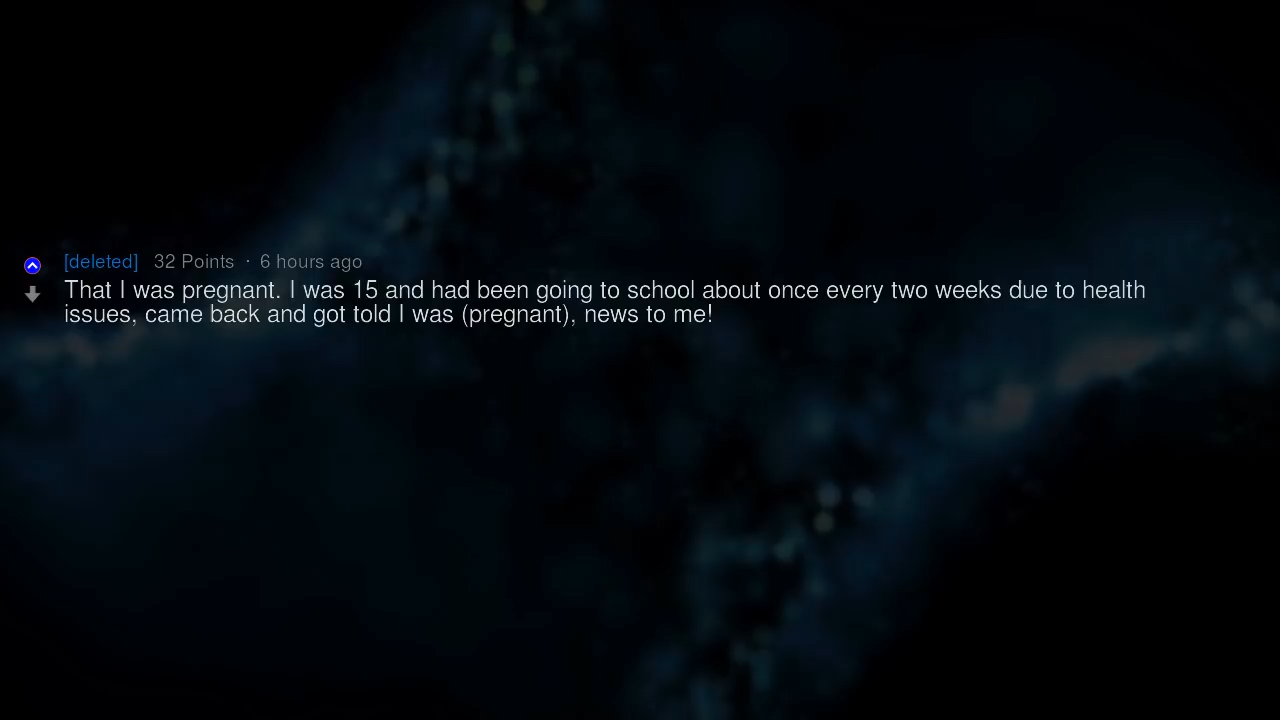 [deleted] 32 Points · 6 hours ago
That I was pregnant. I was 15 and had been going to school about once every two weeks due to health
issues, came back and got told I was (pregnant), news to me!